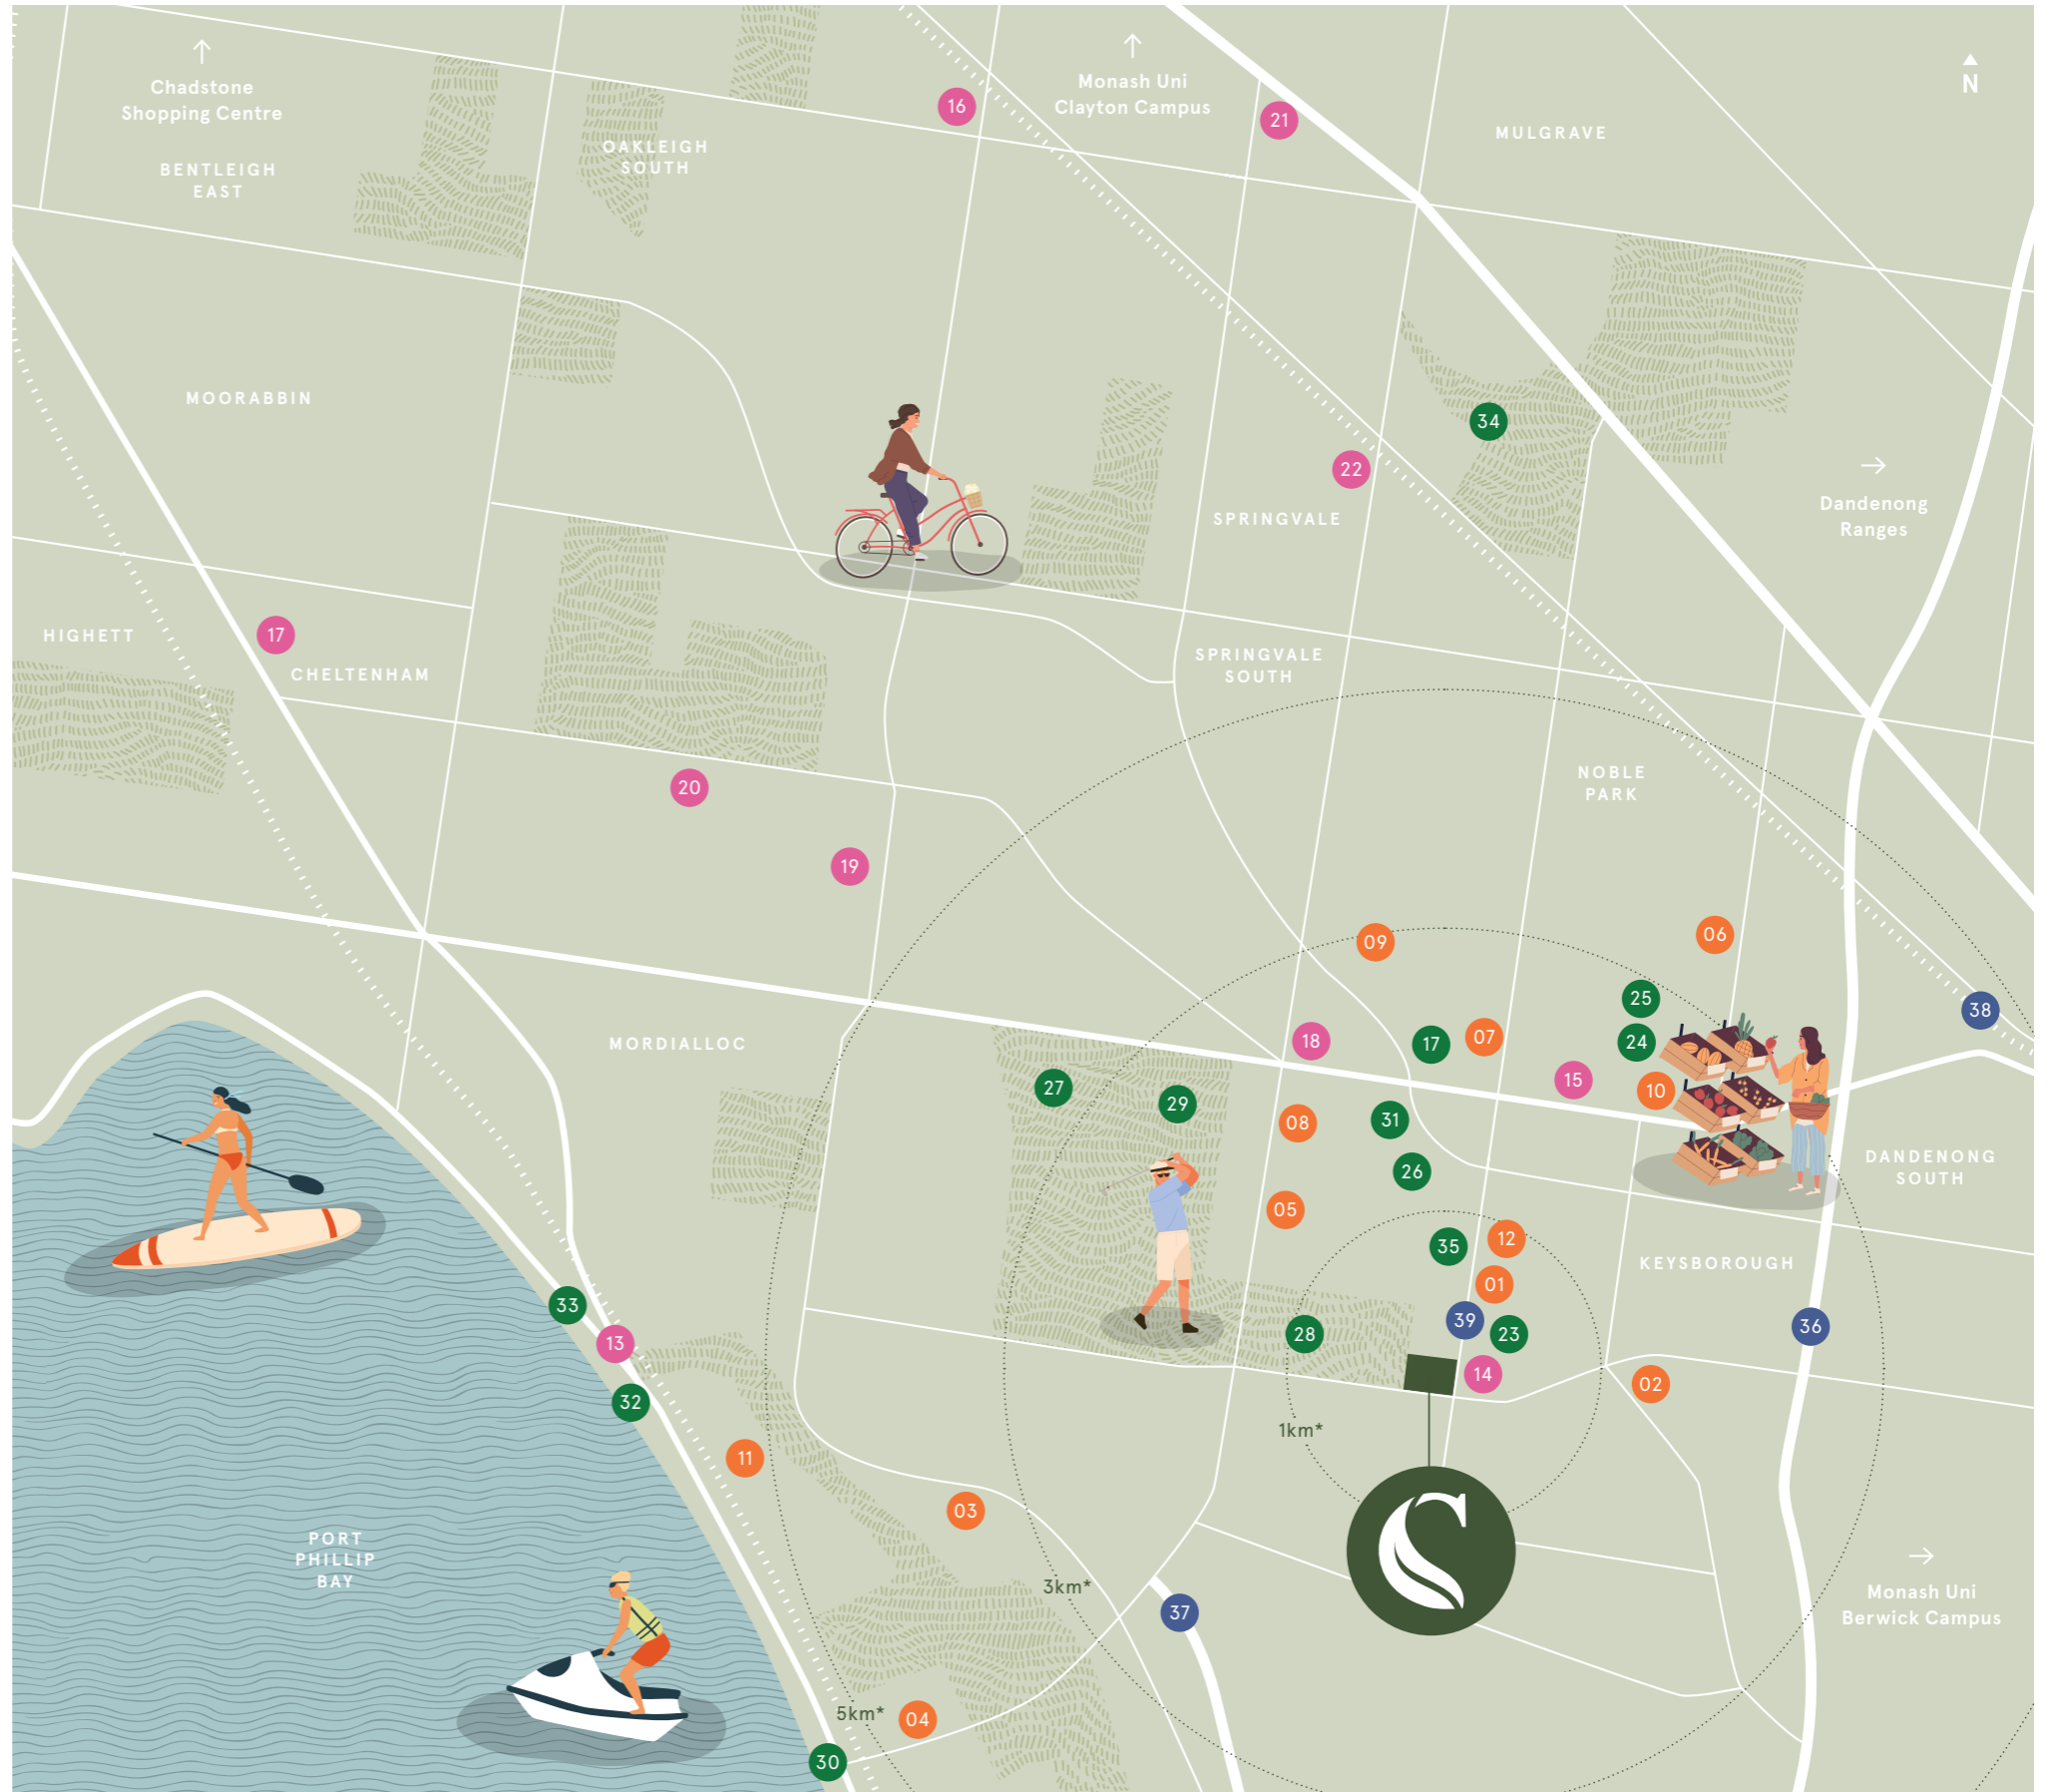 Chadstone
Shopping Centre
Monash Uni
Clayton Campus
N
16
21
MULGRAVE
OAKLEIGH
SOUTH
BENTLEIGH
EAST
MOORABBIN
34
22
Dandenong
Ranges
SPRINGVALE
17
HIGHETT
CHELTENHAM
SPRINGVALE
SOUTH
20
NOBLE
PARK
19
09
06
25
38
MORDIALLOC
18
17
07
24
15
10
27
29
08
31
26
DANDENONG
SOUTH
05
35
12
KEYSBOROUGH
01
33
39
23
36
13
28
14
02
32
1km*
11
03
PORT
PHILLIP
BAY
3km*
37
Monash Uni
Berwick Campus
5km*
04
30